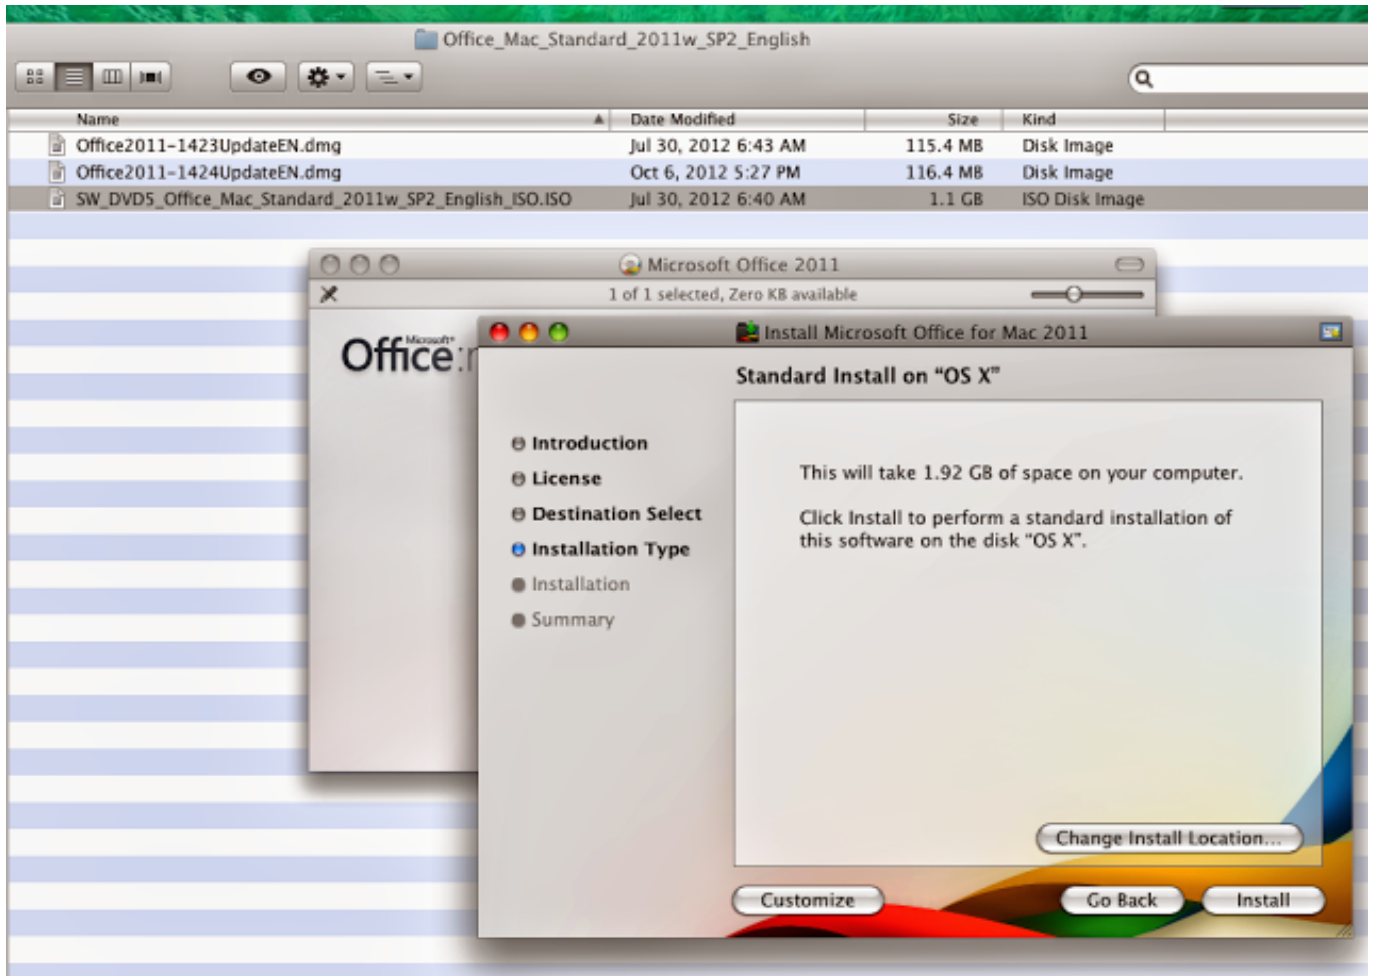 Office_Mac_Standard_2011w_SP2_English
Name Date Modified Size Kind
Office2011-1423UpdateEN.dmg Jul 30, 2012 6:43 AM 115.4 MB Disk Image
Office2011-1424UpdateEN.dmg Oct 6, 2012 5:27 PM 116.4 MB Disk Image
SW_DVD5_Office_Mac_Standard_2011w_SP2_English_ISO.ISO Jul 30, 2012 6:40 AM 1.1 GB ISO Disk Image
Microsoft Office 2011
1 of 1 selected, Zero KB available
Microsoft
Office:
Install Microsoft Office for Mac 2011
Standard Install on “OS X”
Introduction
License
Destination Select
Installation Type
Installation
Summary
This will take 1.92 GB of space on your computer.
Click Install to perform a standard installation of
this software on the disk “OS X”.
Change Install Location...
Customize Go Back Install